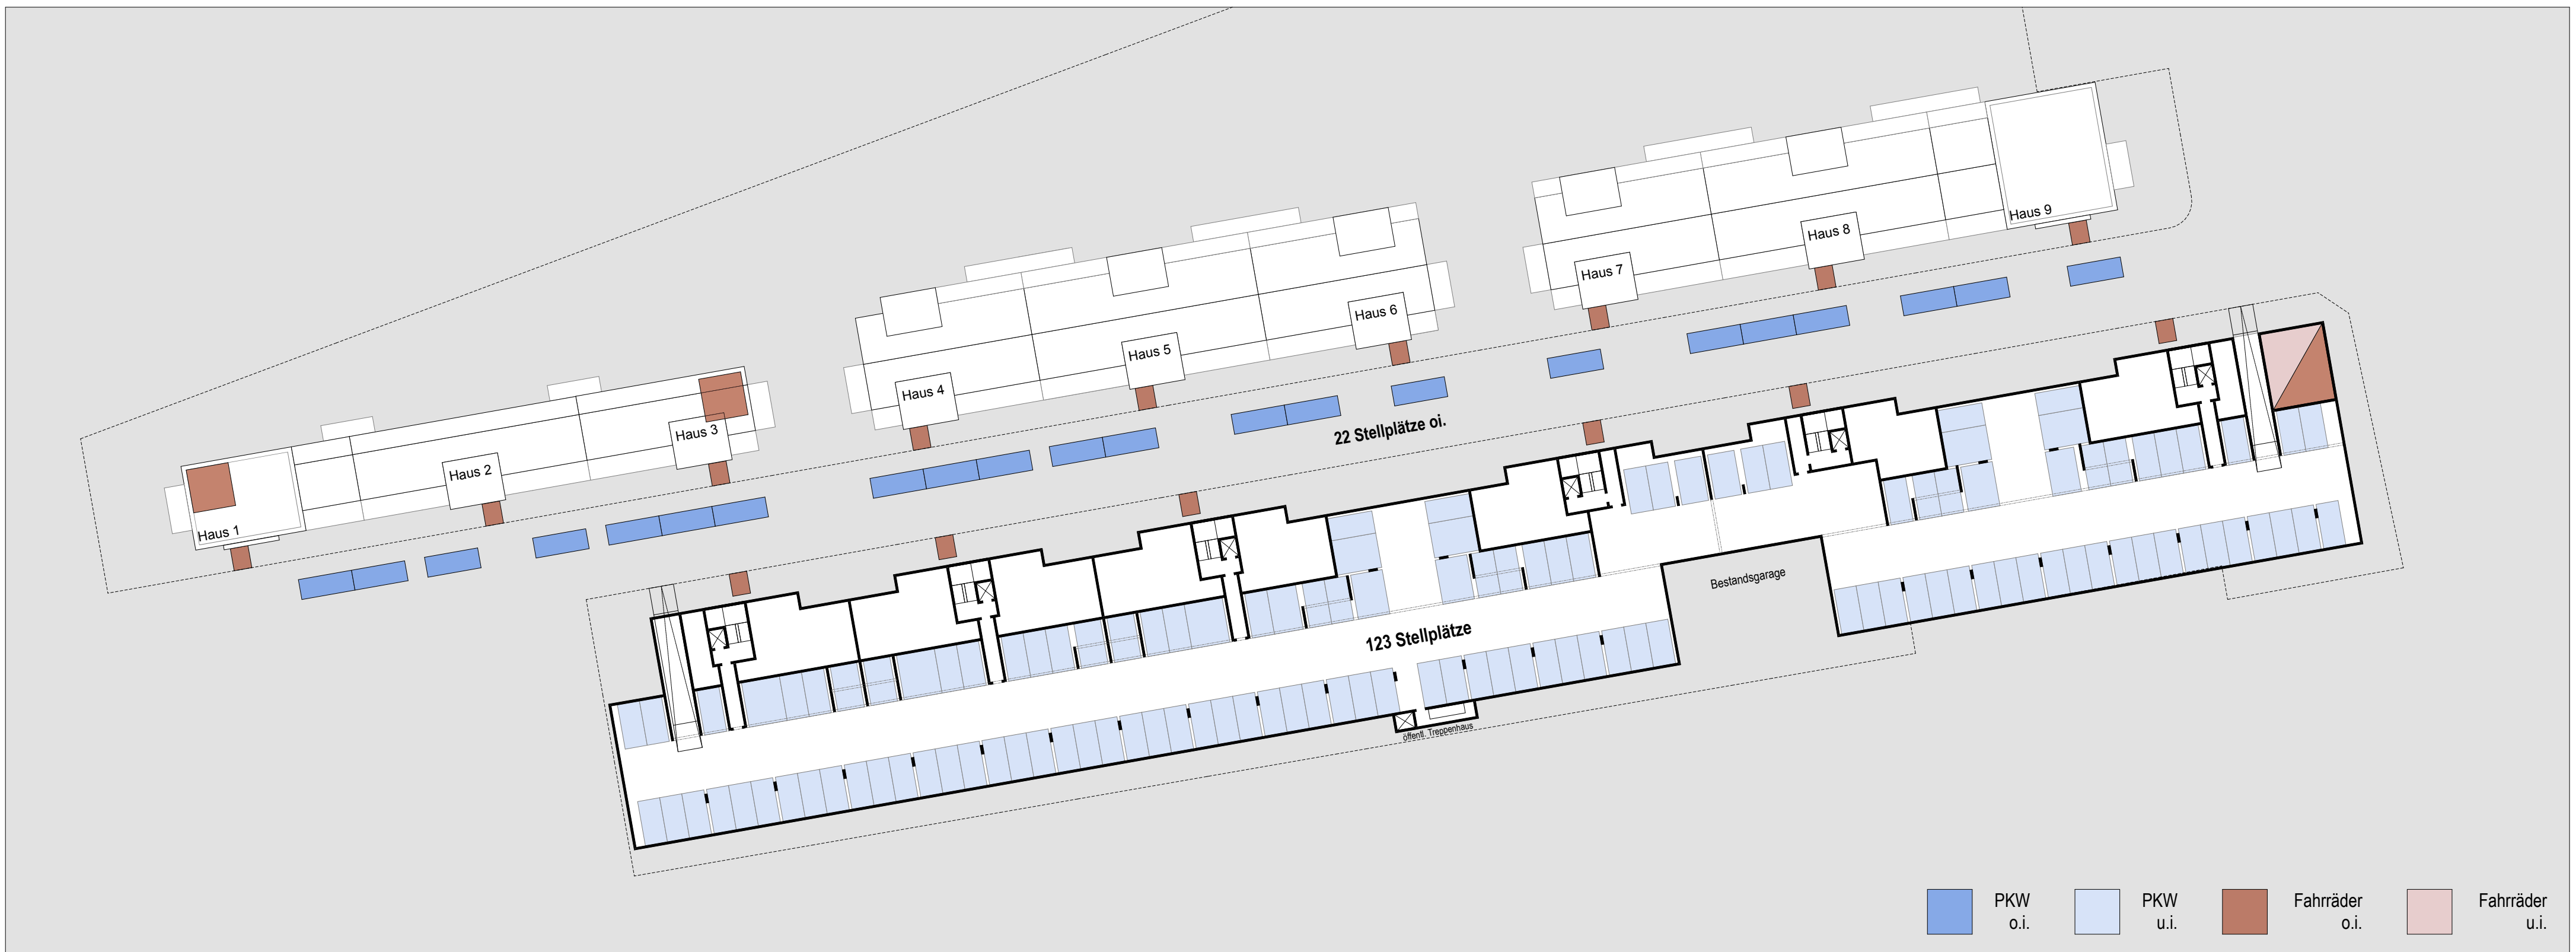 Haus 1
Haus 2
Haus 3
Haus 4
Haus 5
Haus 6
Haus 7
Haus 8
Haus 9
22 Stellplätze oi.
123 Stellplätze
Bestandsgarage
öffentl. Treppenhaus
PKW
o.i.
PKW
u.i.
Fahrräder
o.i.
Fahrräder
u.i.